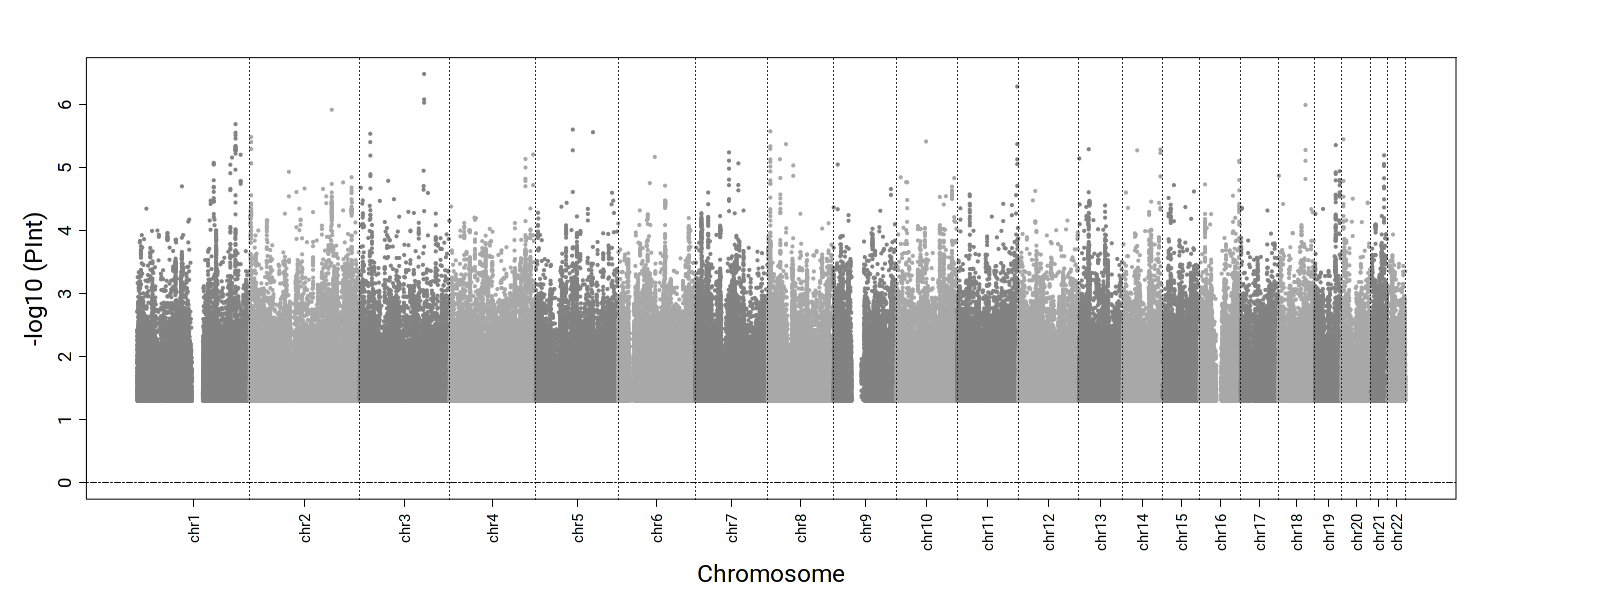 -log10 (PInt)
6
5
4
3
2
1
0
chr1
chr2
chr3
chr4
chr5
chr6
chr7
chr8
chr9
chr10
chr11
chr12
chr13
chr14
chr15
chr16
chr17
chr18
chr19
chr20
chr21
chr22
Chromosome